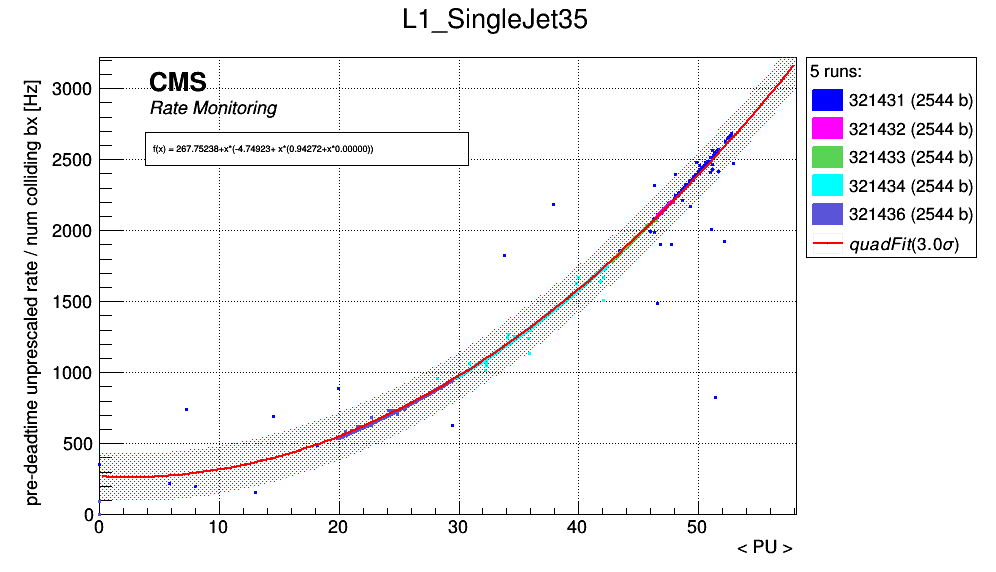 L1_SingleJet35
pre-deadtime unprescaled rate / num colliding bx [Hz]
3000
2500
2000
1500
1000
500
0
CMS
Rate Monitoring
f(x) = 267.75238+x*(-4.74923+ x*(0.94272+x*0.00000))
0 10 20 30 40 50
< PU >
5 runs:
321431 (2544 b)
321432 (2544 b)
321433 (2544 b)
321434 (2544 b)
321436 (2544 b)
quadFit(3.0σ)